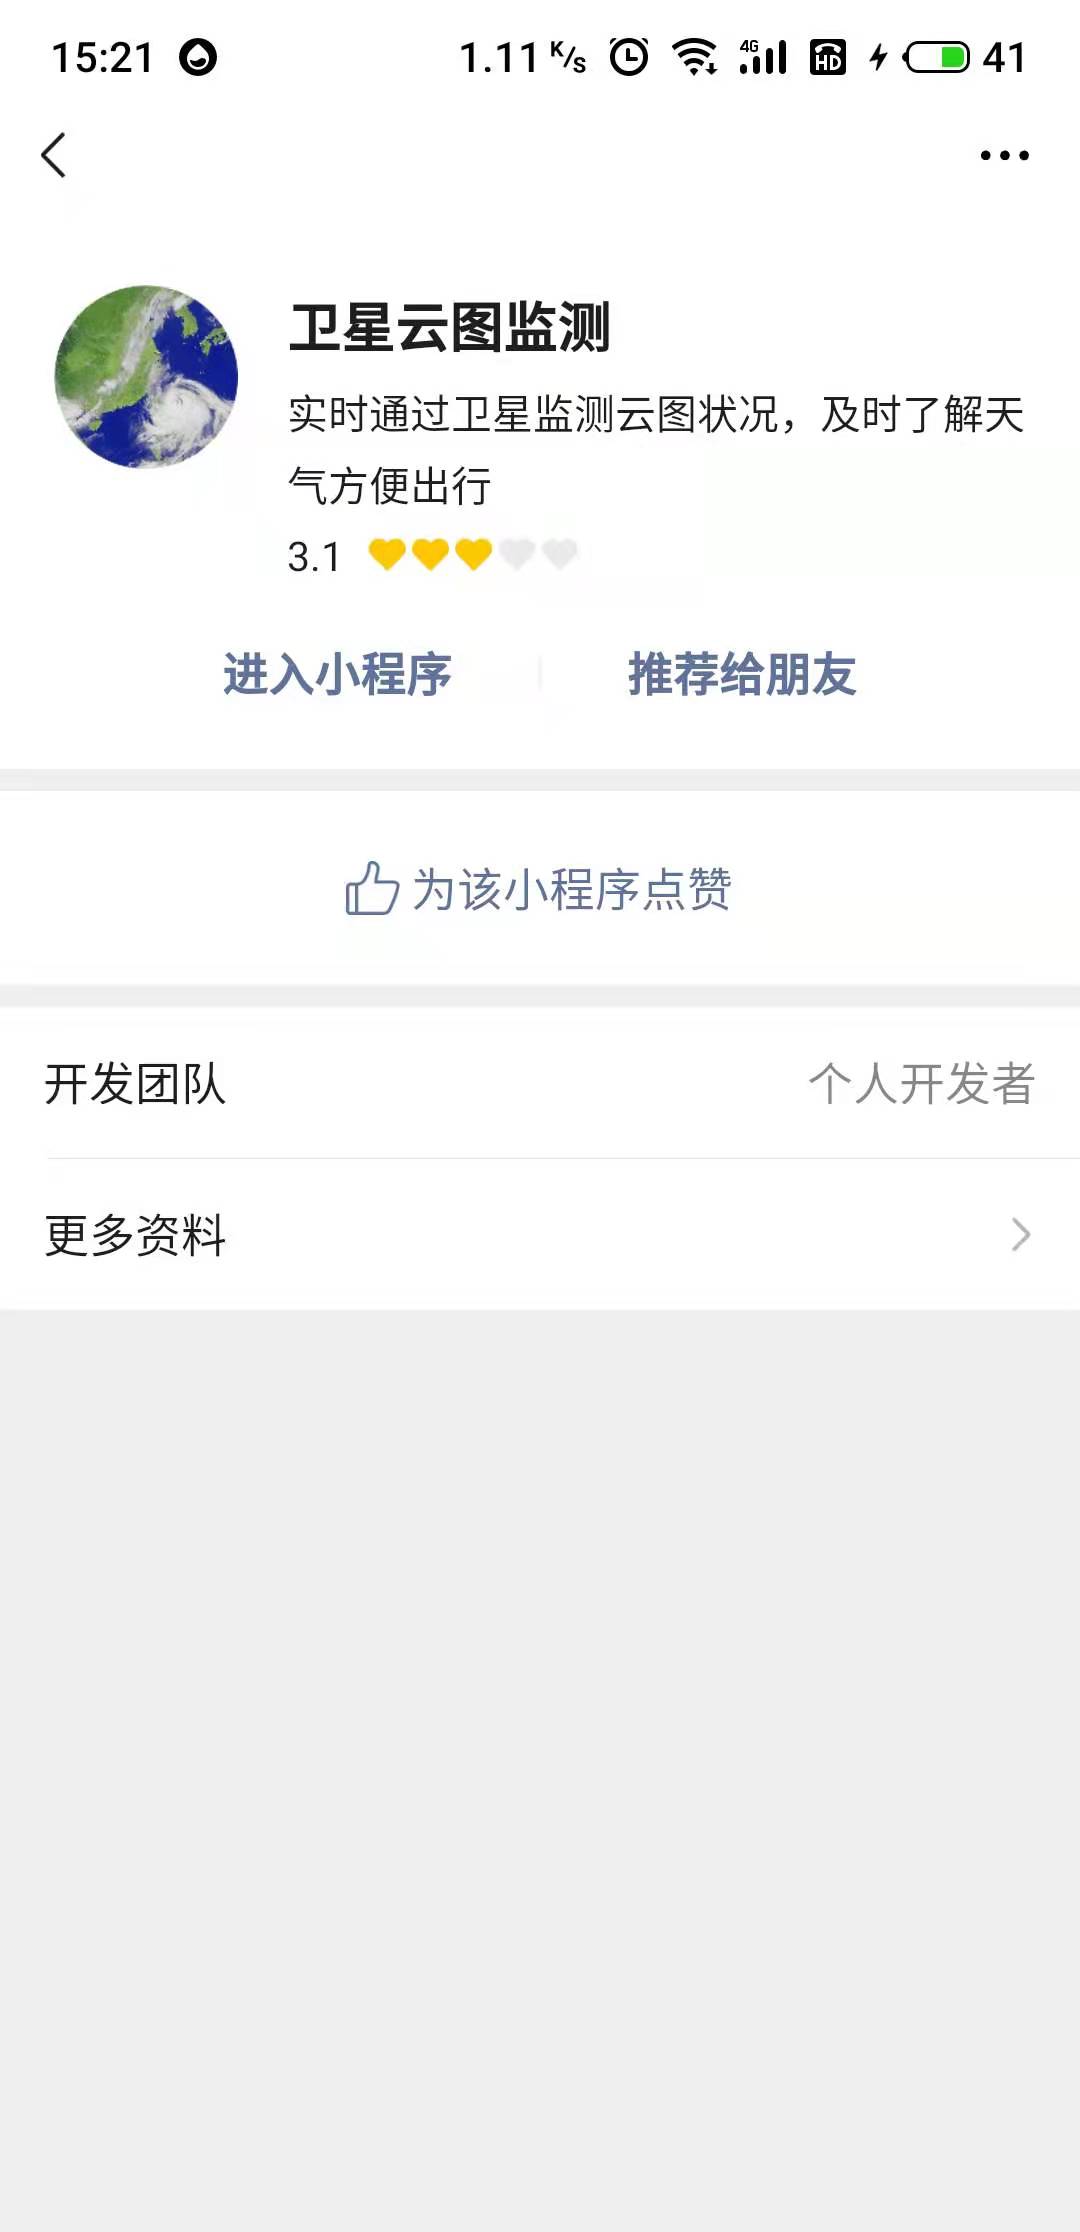 15:21 1.11 K/s 4G HD 41
卫星云图监测
实时通过卫星监测云图状况，及时了解天
气方便出行
3.1
进入小程序 推荐给朋友
为该小程序点赞
开发团队 个人开发者
更多资料